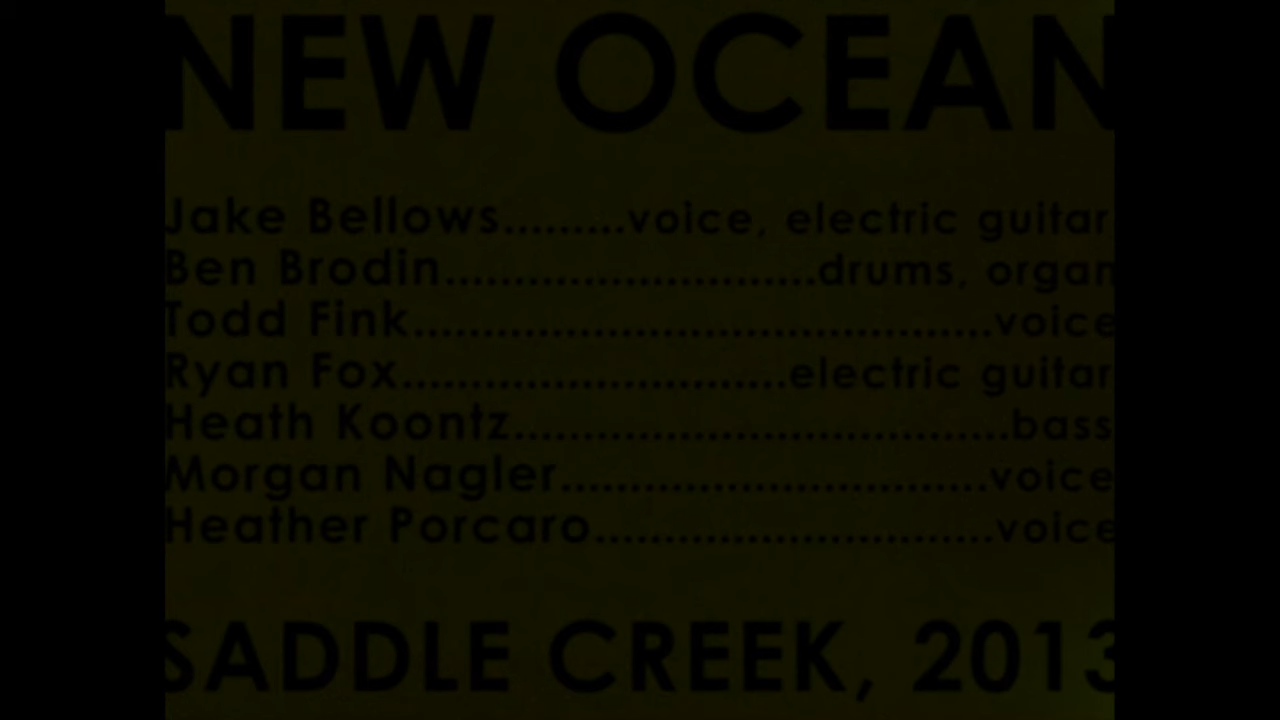 NEW OCEAN
Jake Bellows.........voice, electric guitar
Ben Brodin...........................drums, organ
Todd Fink..........................................voice
Ryan Fox............................electric guitar
Heath Koontz....................................bass
Morgan Nagler...............................voice
Heather Porcaro.............................voice
SADDLE CREEK, 2013